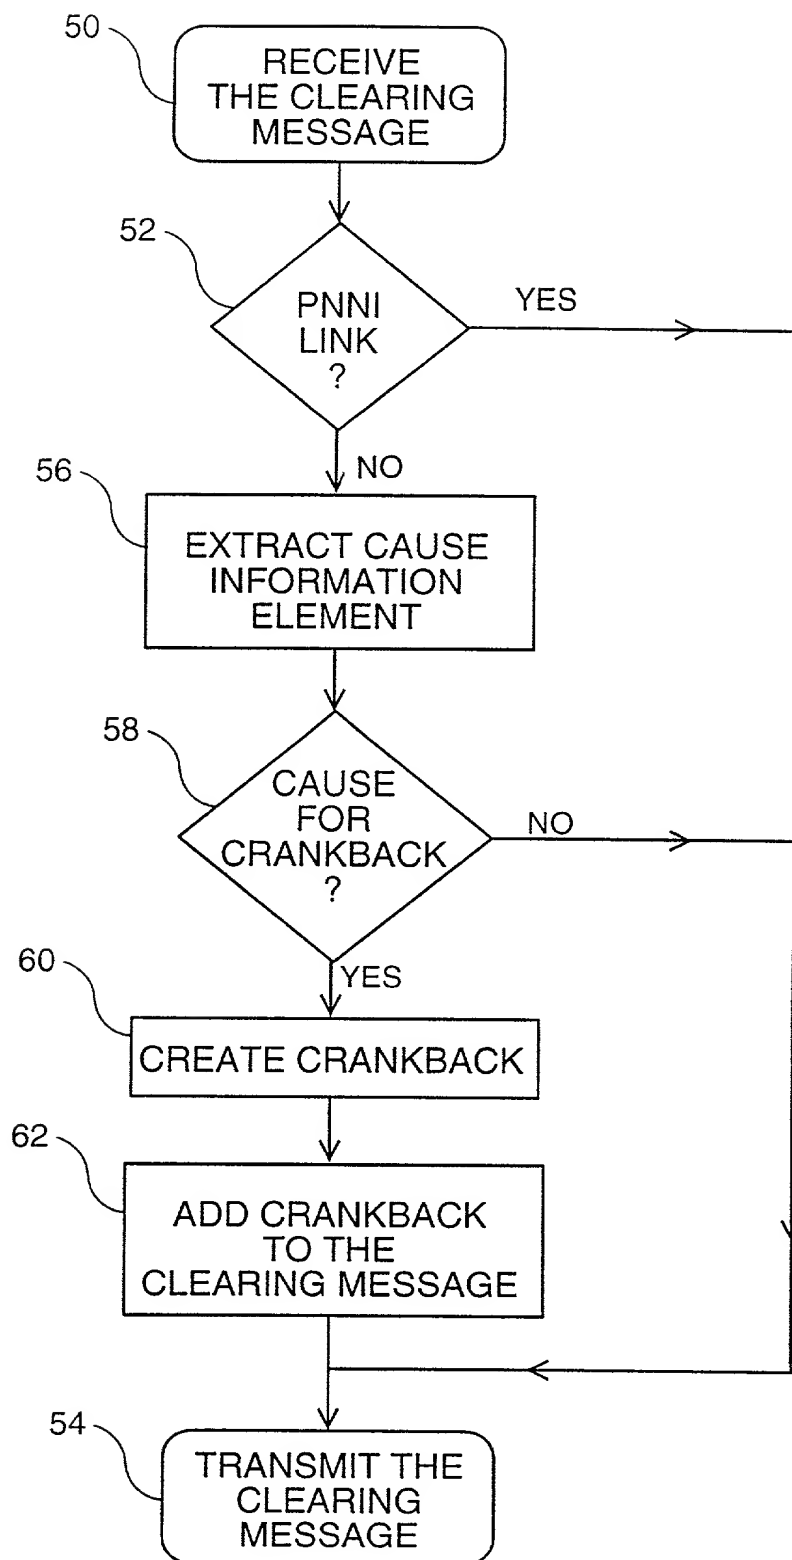 50
RECEIVE
THE CLEARING
MESSAGE
52
PNNI
LINK
?
YES
NO
56
EXTRACT CAUSE
INFORMATION
ELEMENT
58
CAUSE
FOR
CRANKBACK
?
NO
YES
60
CREATE CRANKBACK
62
ADD CRANKBACK
TO THE
CLEARING MESSAGE
54
TRANSMIT THE
CLEARING
MESSAGE